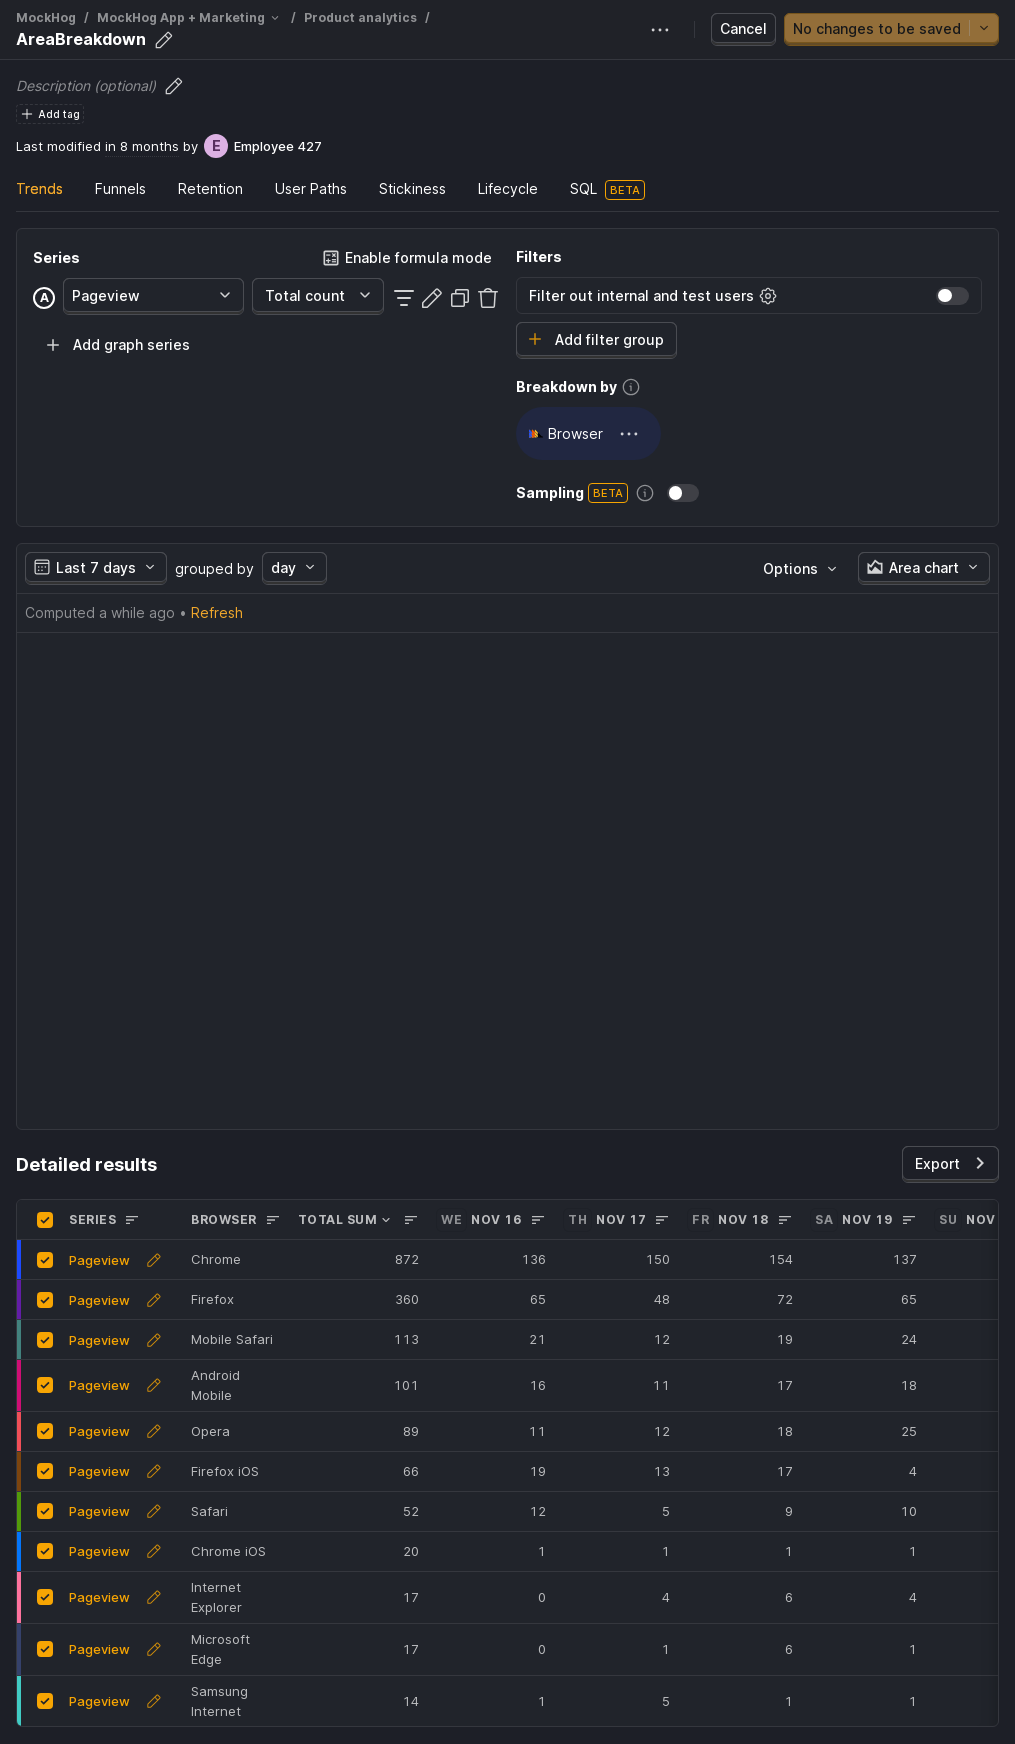 MockHog / MockHog App + Marketing / Product analytics /
AreaBreakdown
Cancel
No changes to be saved
Description (optional)
Add tag
Last modified in 8 months by E Employee 427
Trends Funnels Retention User Paths Stickiness Lifecycle SQL BETA
Series Enable formula mode
A Pageview Total count
Add graph series
Filters
Filter out internal and test users
Add filter group
Breakdown by
Browser
Sampling BETA
Last 7 days grouped by day Options Area chart
Computed a while ago • Refresh
Detailed results Export
SERIES BROWSER TOTAL SUM WE NOV 16 TH NOV 17 FR NOV 18 SA NOV 19 SU NOV
Pageview Chrome 872 136 150 154 137
Pageview Firefox 360 65 48 72 65
Pageview Mobile Safari 113 21 12 19 24
Pageview Android Mobile 101 16 11 17 18
Pageview Opera 89 11 12 18 25
Pageview Firefox iOS 66 19 13 17 4
Pageview Safari 52 12 5 9 10
Pageview Chrome iOS 20 1 1 1 1
Pageview Internet Explorer 17 0 4 6 4
Pageview Microsoft Edge 17 0 1 6 1
Pageview Samsung Internet 14 1 5 1 1